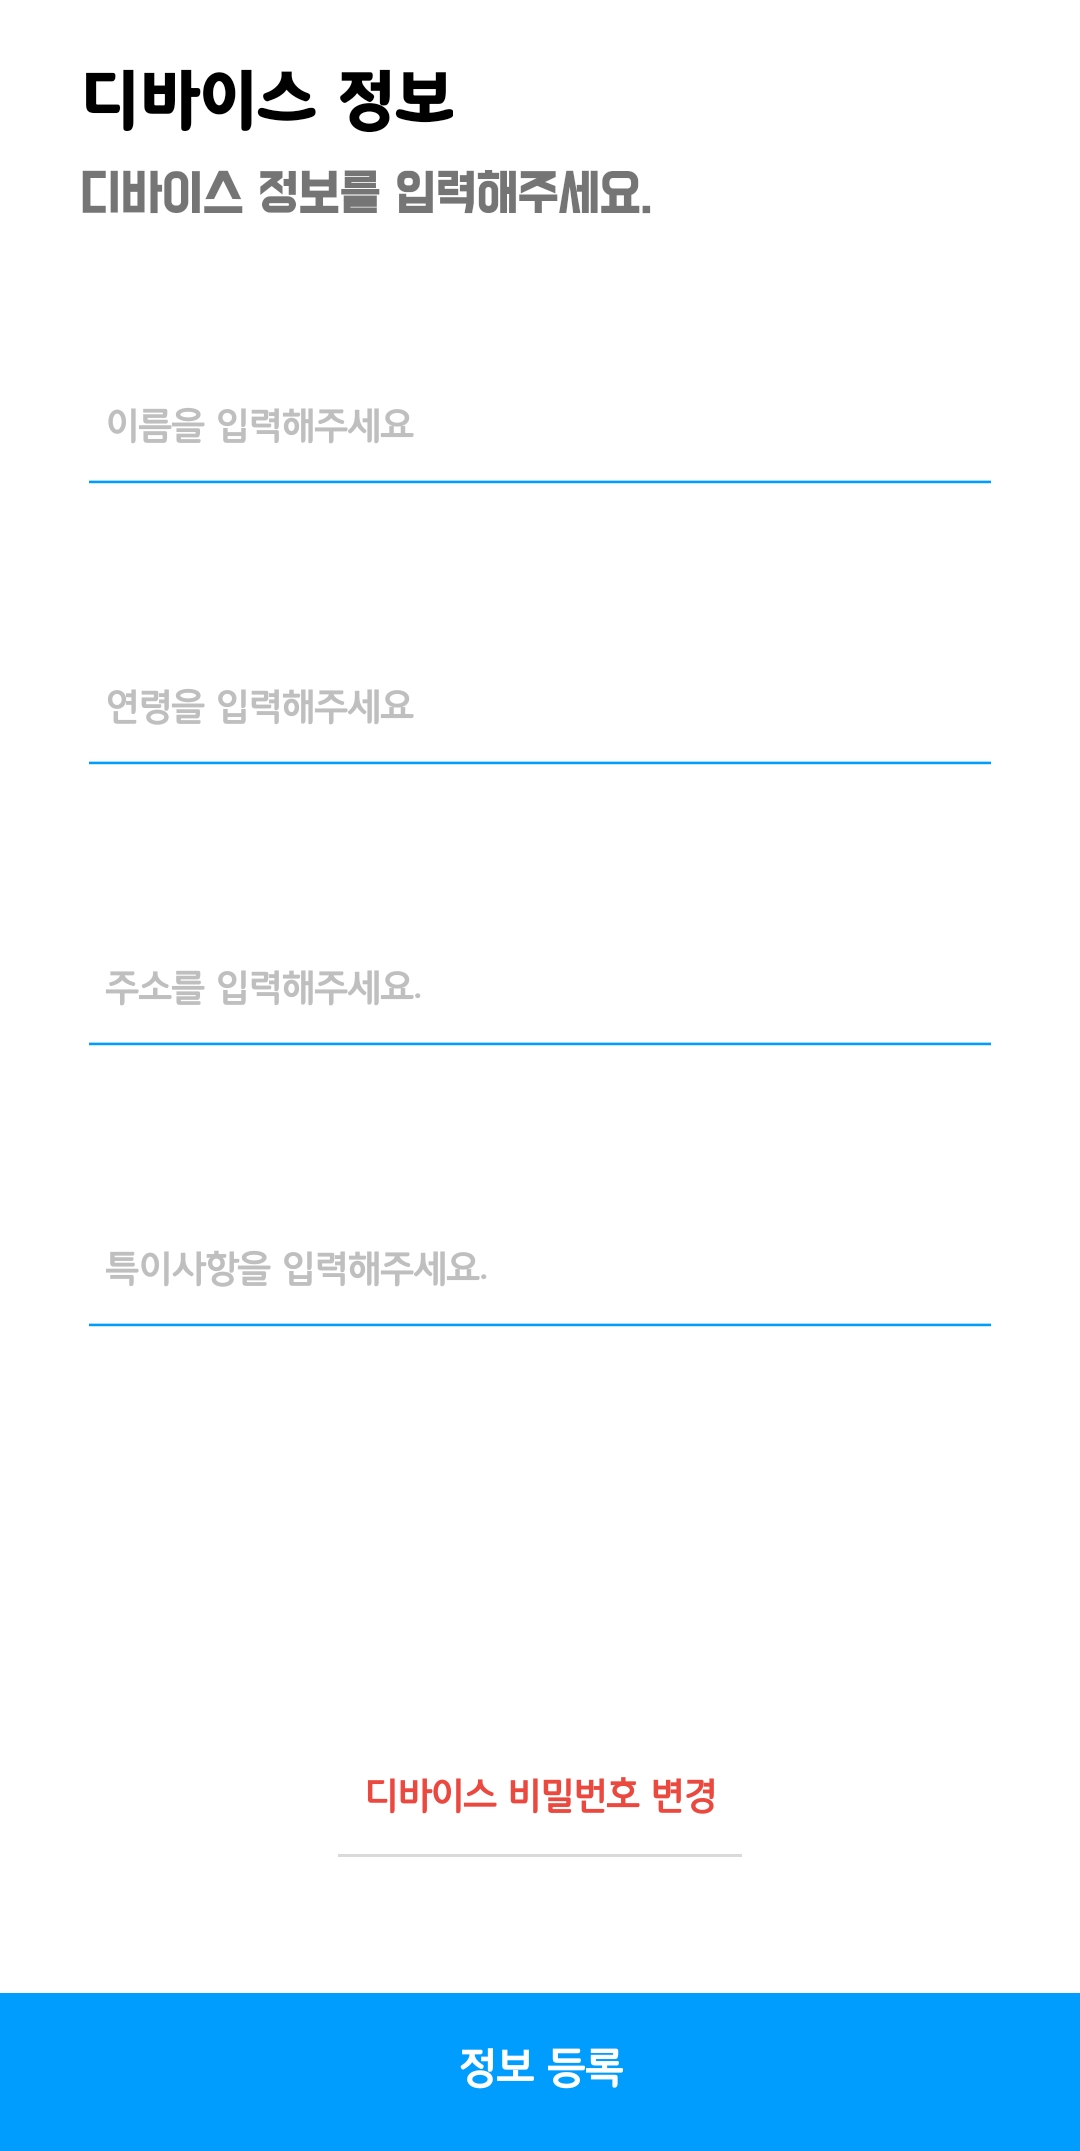 디바이스 정보
디바이스 정보를 입력해주세요.
이름을 입력해주세요
연령을 입력해주세요
주소를 입력해주세요.
특이사항을 입력해주세요.
디바이스 비밀번호 변경
정보 등록